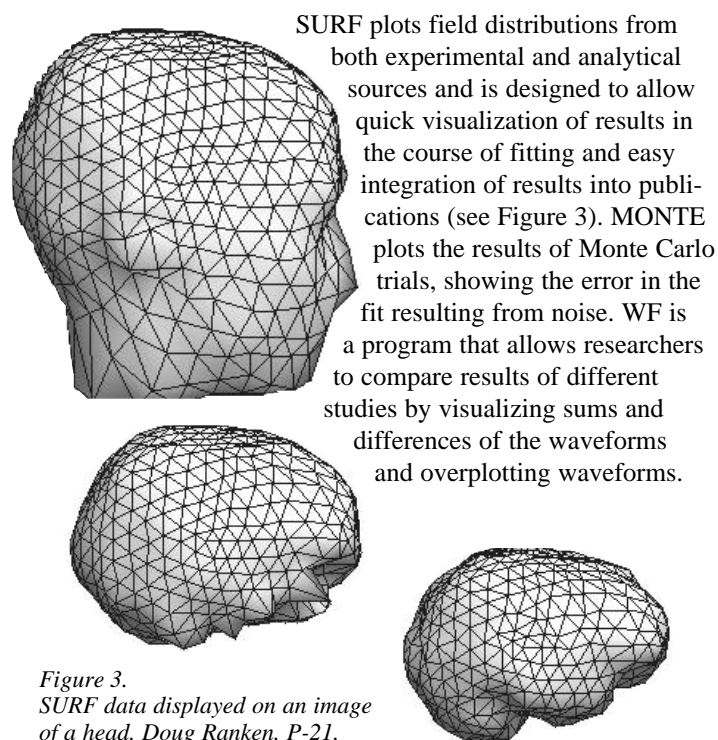 SURF plots field distributions from
both experimental and analytical
sources and is designed to allow
quick visualization of results in
the course of fitting and easy
integration of results into publi-
cations (see Figure 3). MONTE
plots the results of Monte Carlo
trials, showing the error in the
fit resulting from noise. WF is
a program that allows researchers
to compare results of different
studies by visualizing sums and
differences of the waveforms
and overplotting waveforms.
Figure 3.
SURF data displayed on an image
of a head. Doug Ranken, P-21,